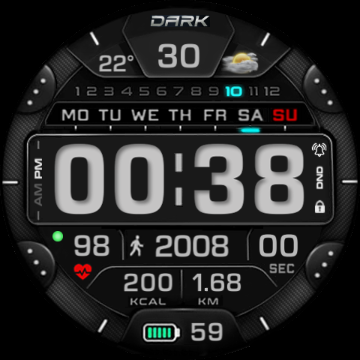 DARK
22° 30
1 2 3 4 5 6 7 8 9 10 11 12
MO TU WE TH FR SA SU
AM PM 00:38 DND
98 2008 00
SEC
200 1.68
KCAL KM
59